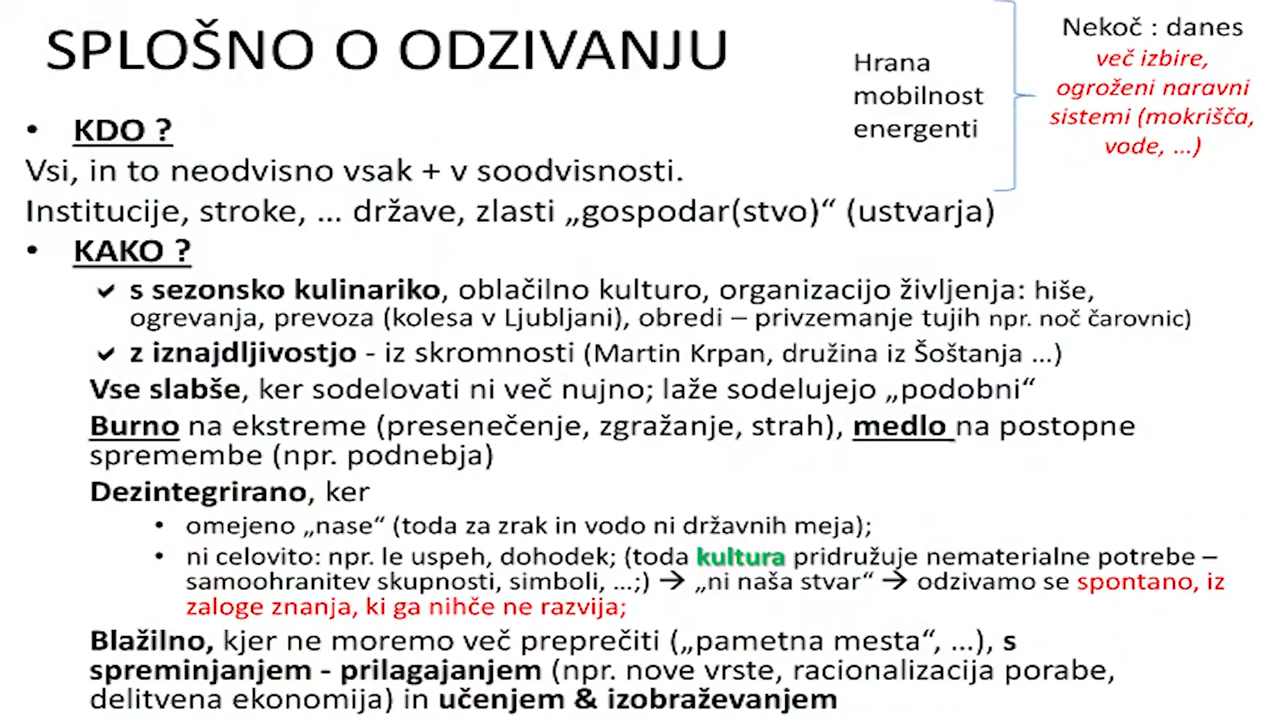 SPLOŠNO O ODZIVANJU
Hrana
mobilnost
energenti
Nekoč : danes
več izbire,
ogroženi naravni
sistemi (mokrišča,
vode, …)
• KDO ?
Vsi, in to neodvisno vsak + v soodvisnosti.
Institucije, stroke, … države, zlasti „gospodar(stvo)“ (ustvarja)
• KAKO ?
✓ s sezonsko kulinariko, oblačilno kulturo, organizacijo življenja: hiše,
ogrevanja, prevoza (kolesa v Ljubljani), obredi – privzemanje tujih npr. noč čarovnic)
✓ z iznajdljivostjo - iz skromnosti (Martin Krpan, družina iz Šoštanja …)
Vse slabše, ker sodelovati ni več nujno; laže sodelujejo „podobni“
Burno na ekstreme (presenečenje, zgražanje, strah), medlo na postopne
spremembe (npr. podnebja)
Dezintegrirano, ker
• omejeno „nase“ (toda za zrak in vodo ni državnih meja);
• ni celovito: npr. le uspeh, dohodek; (toda kultura pridružuje nematerialne potrebe –
samoohranitev skupnosti, simboli, …;) → „ni naša stvar“ → odzivamo se spontano, iz
zaloge znanja, ki ga nihče ne razvija;
Blažilno, kjer ne moremo več preprečiti („pametna mesta“, …), s
spreminjanjem - prilagajanjem (npr. nove vrste, racionalizacija porabe,
delitvena ekonomija) in učenjem & izobraževanjem